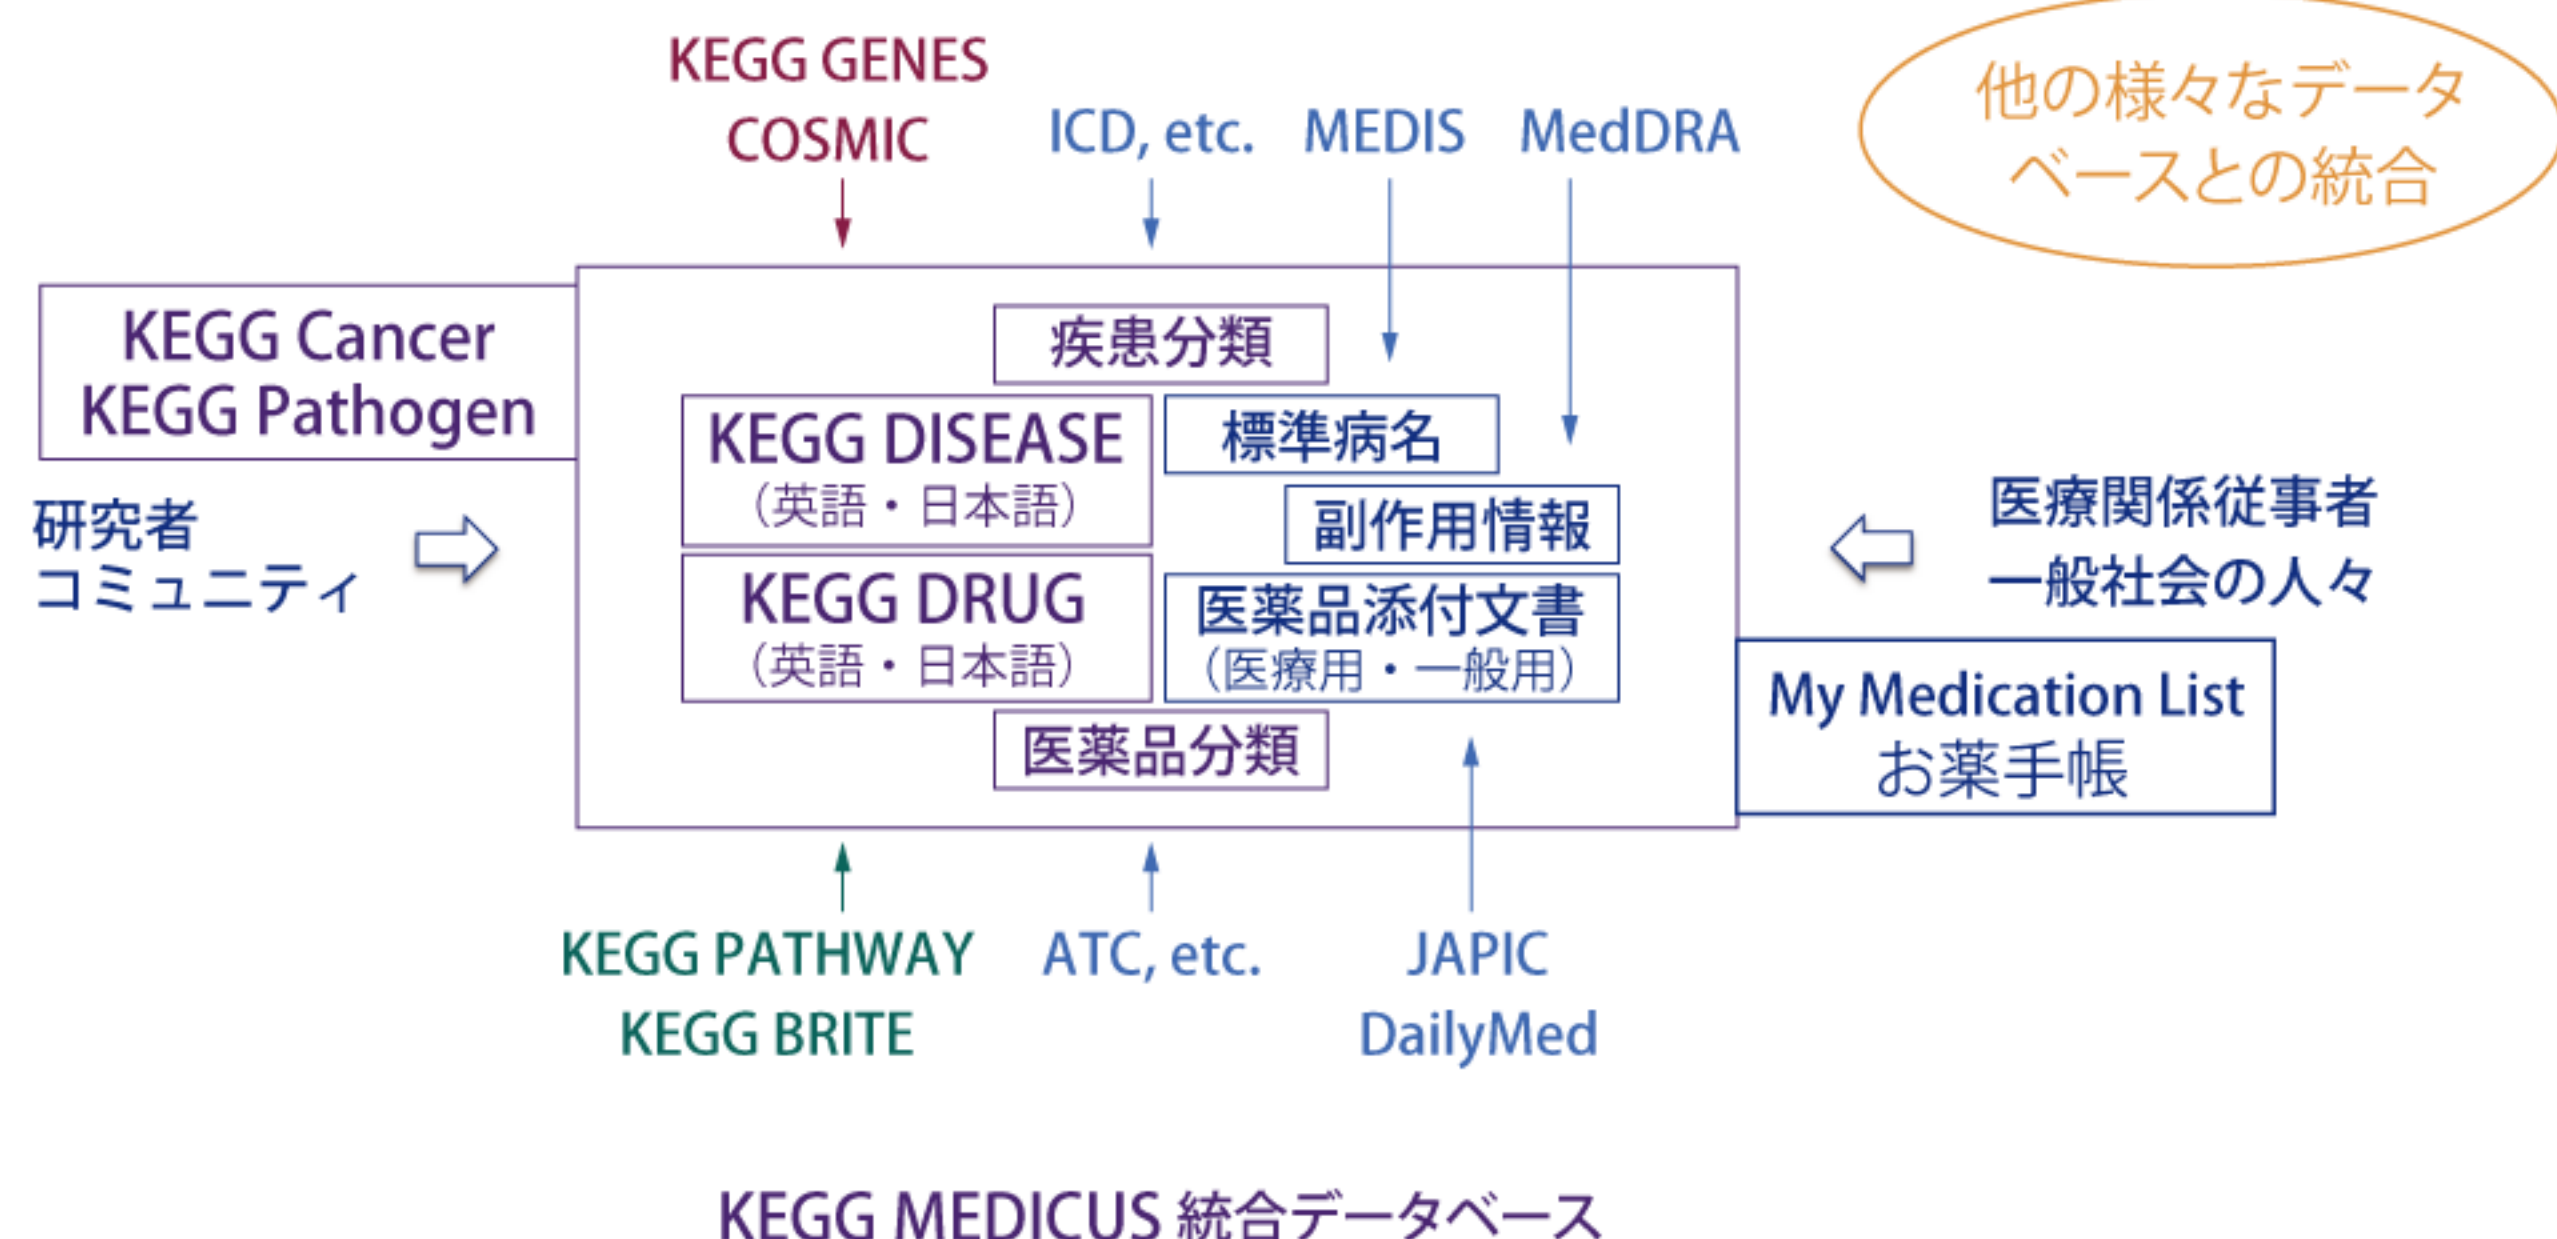 KEGG GENES
COSMIC
ICD, etc.
MEDIS
MedDRA
他の様々なデータ
ベースとの統合
KEGG Cancer
KEGG Pathogen
研究者
コミュニティ
疾患分類
KEGG DISEASE
（英語・日本語）
標準病名
副作用情報
KEGG DRUG
（英語・日本語）
医薬品添付文書
（医療用・一般用）
医薬品分類
医療関係従事者
一般社会の人々
My Medication List
お薬手帳
KEGG PATHWAY
KEGG BRITE
ATC, etc.
JAPIC
DailyMed
KEGG MEDICUS 統合データベース